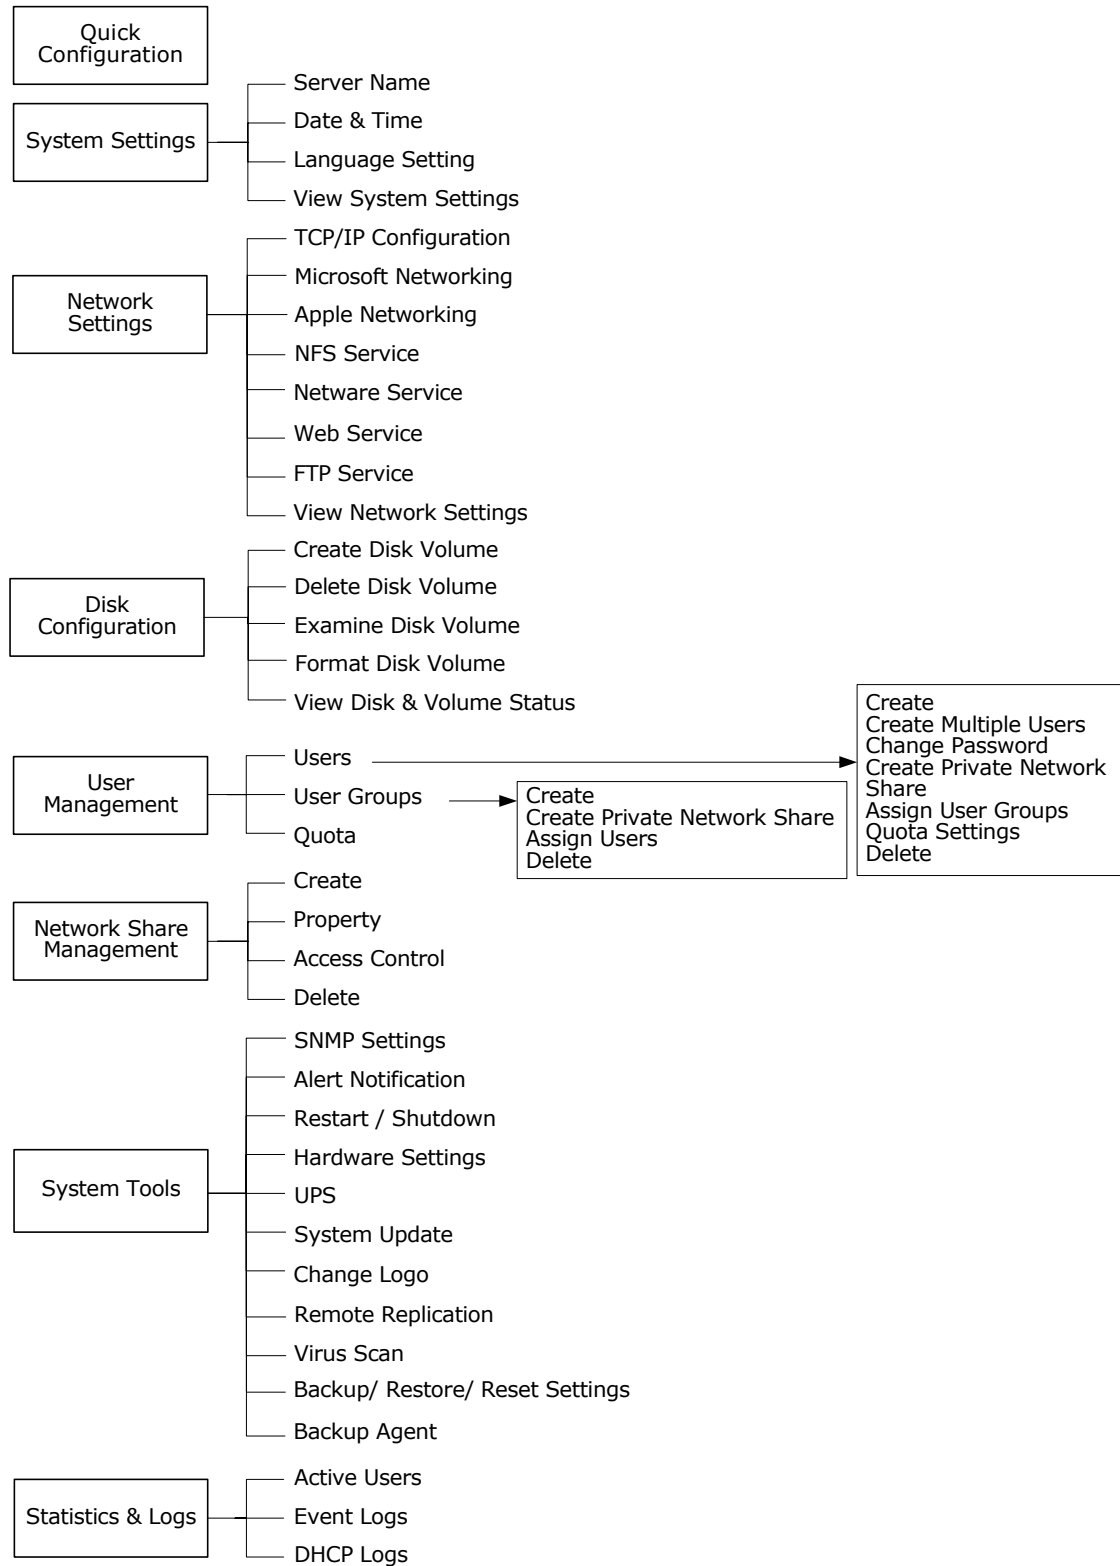 Quick
Configuration
System Settings
Server Name
Date & Time
Language Setting
View System Settings
Network
Settings
TCP/IP Configuration
Microsoft Networking
Apple Networking
NFS Service
Netware Service
Web Service
FTP Service
View Network Settings
Disk
Configuration
Create Disk Volume
Delete Disk Volume
Examine Disk Volume
Format Disk Volume
View Disk & Volume Status
User
Management
Users
User Groups
Quota
Create
Create Private Network Share
Assign Users
Delete
Create
Create Multiple Users
Change Password
Create Private Network
Share
Assign User Groups
Quota Settings
Delete
Network Share
Management
Create
Property
Access Control
Delete
System Tools
SNMP Settings
Alert Notification
Restart / Shutdown
Hardware Settings
UPS
System Update
Change Logo
Remote Replication
Virus Scan
Backup/ Restore/ Reset Settings
Backup Agent
Statistics & Logs
Active Users
Event Logs
DHCP Logs